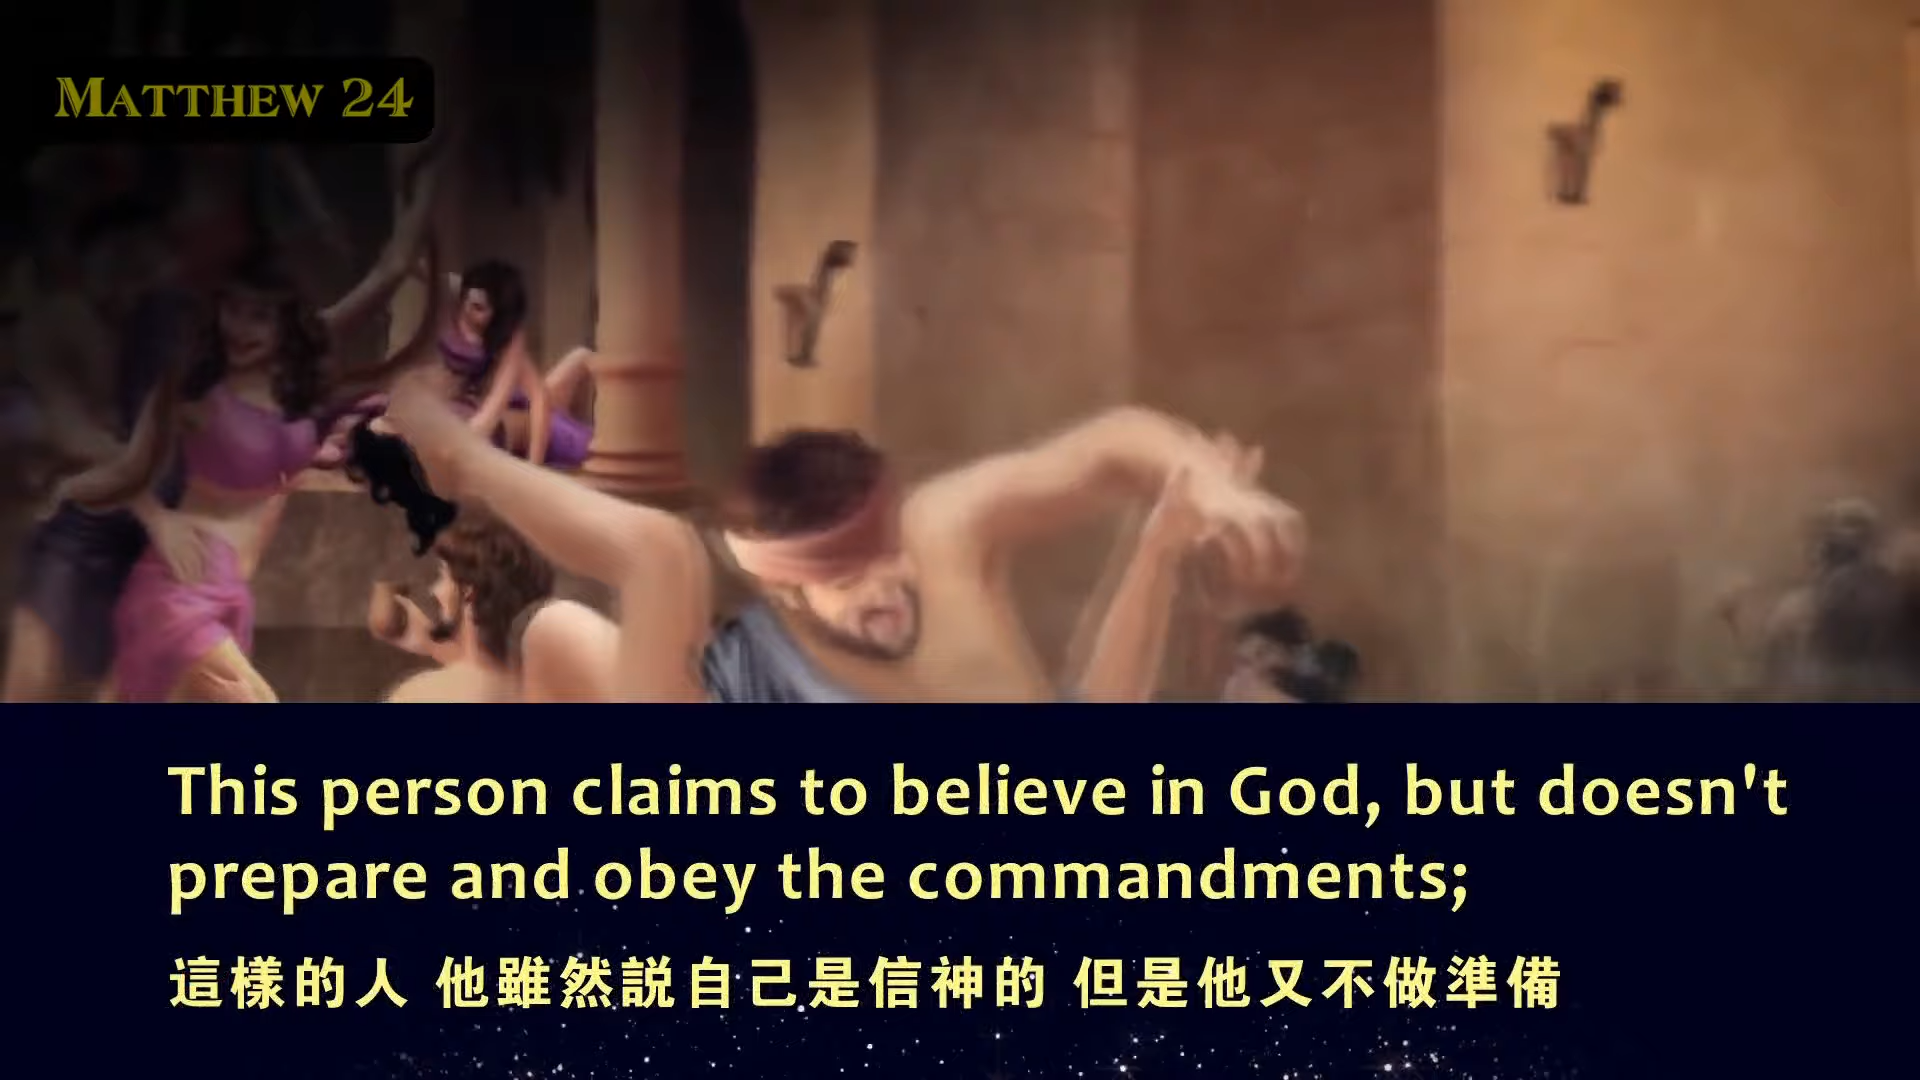 MATTHEW 24
This person claims to believe in God, but doesn't
prepare and obey the commandments;
這樣的人 他雖然説自己是信神的 但是他又不做準備